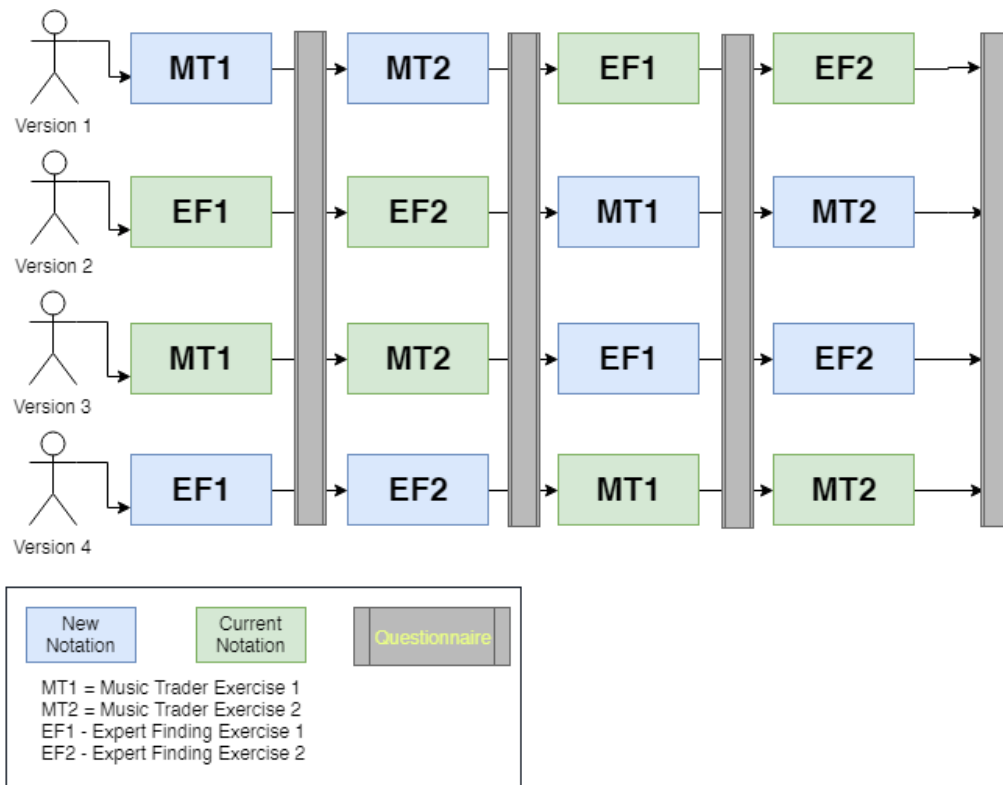 MT1
MT2
EF1
EF2
Version 1
EF1
EF2
MT1
MT2
Version 2
MT1
MT2
EF1
EF2
Version 3
EF1
EF2
MT1
MT2
Version 4
New
Notation
Current
Notation
Questionnaire
MT1 = Music Trader Exercise 1
MT2 = Music Trader Exercise 2
EF1 - Expert Finding Exercise 1
EF2 - Expert Finding Exercise 2